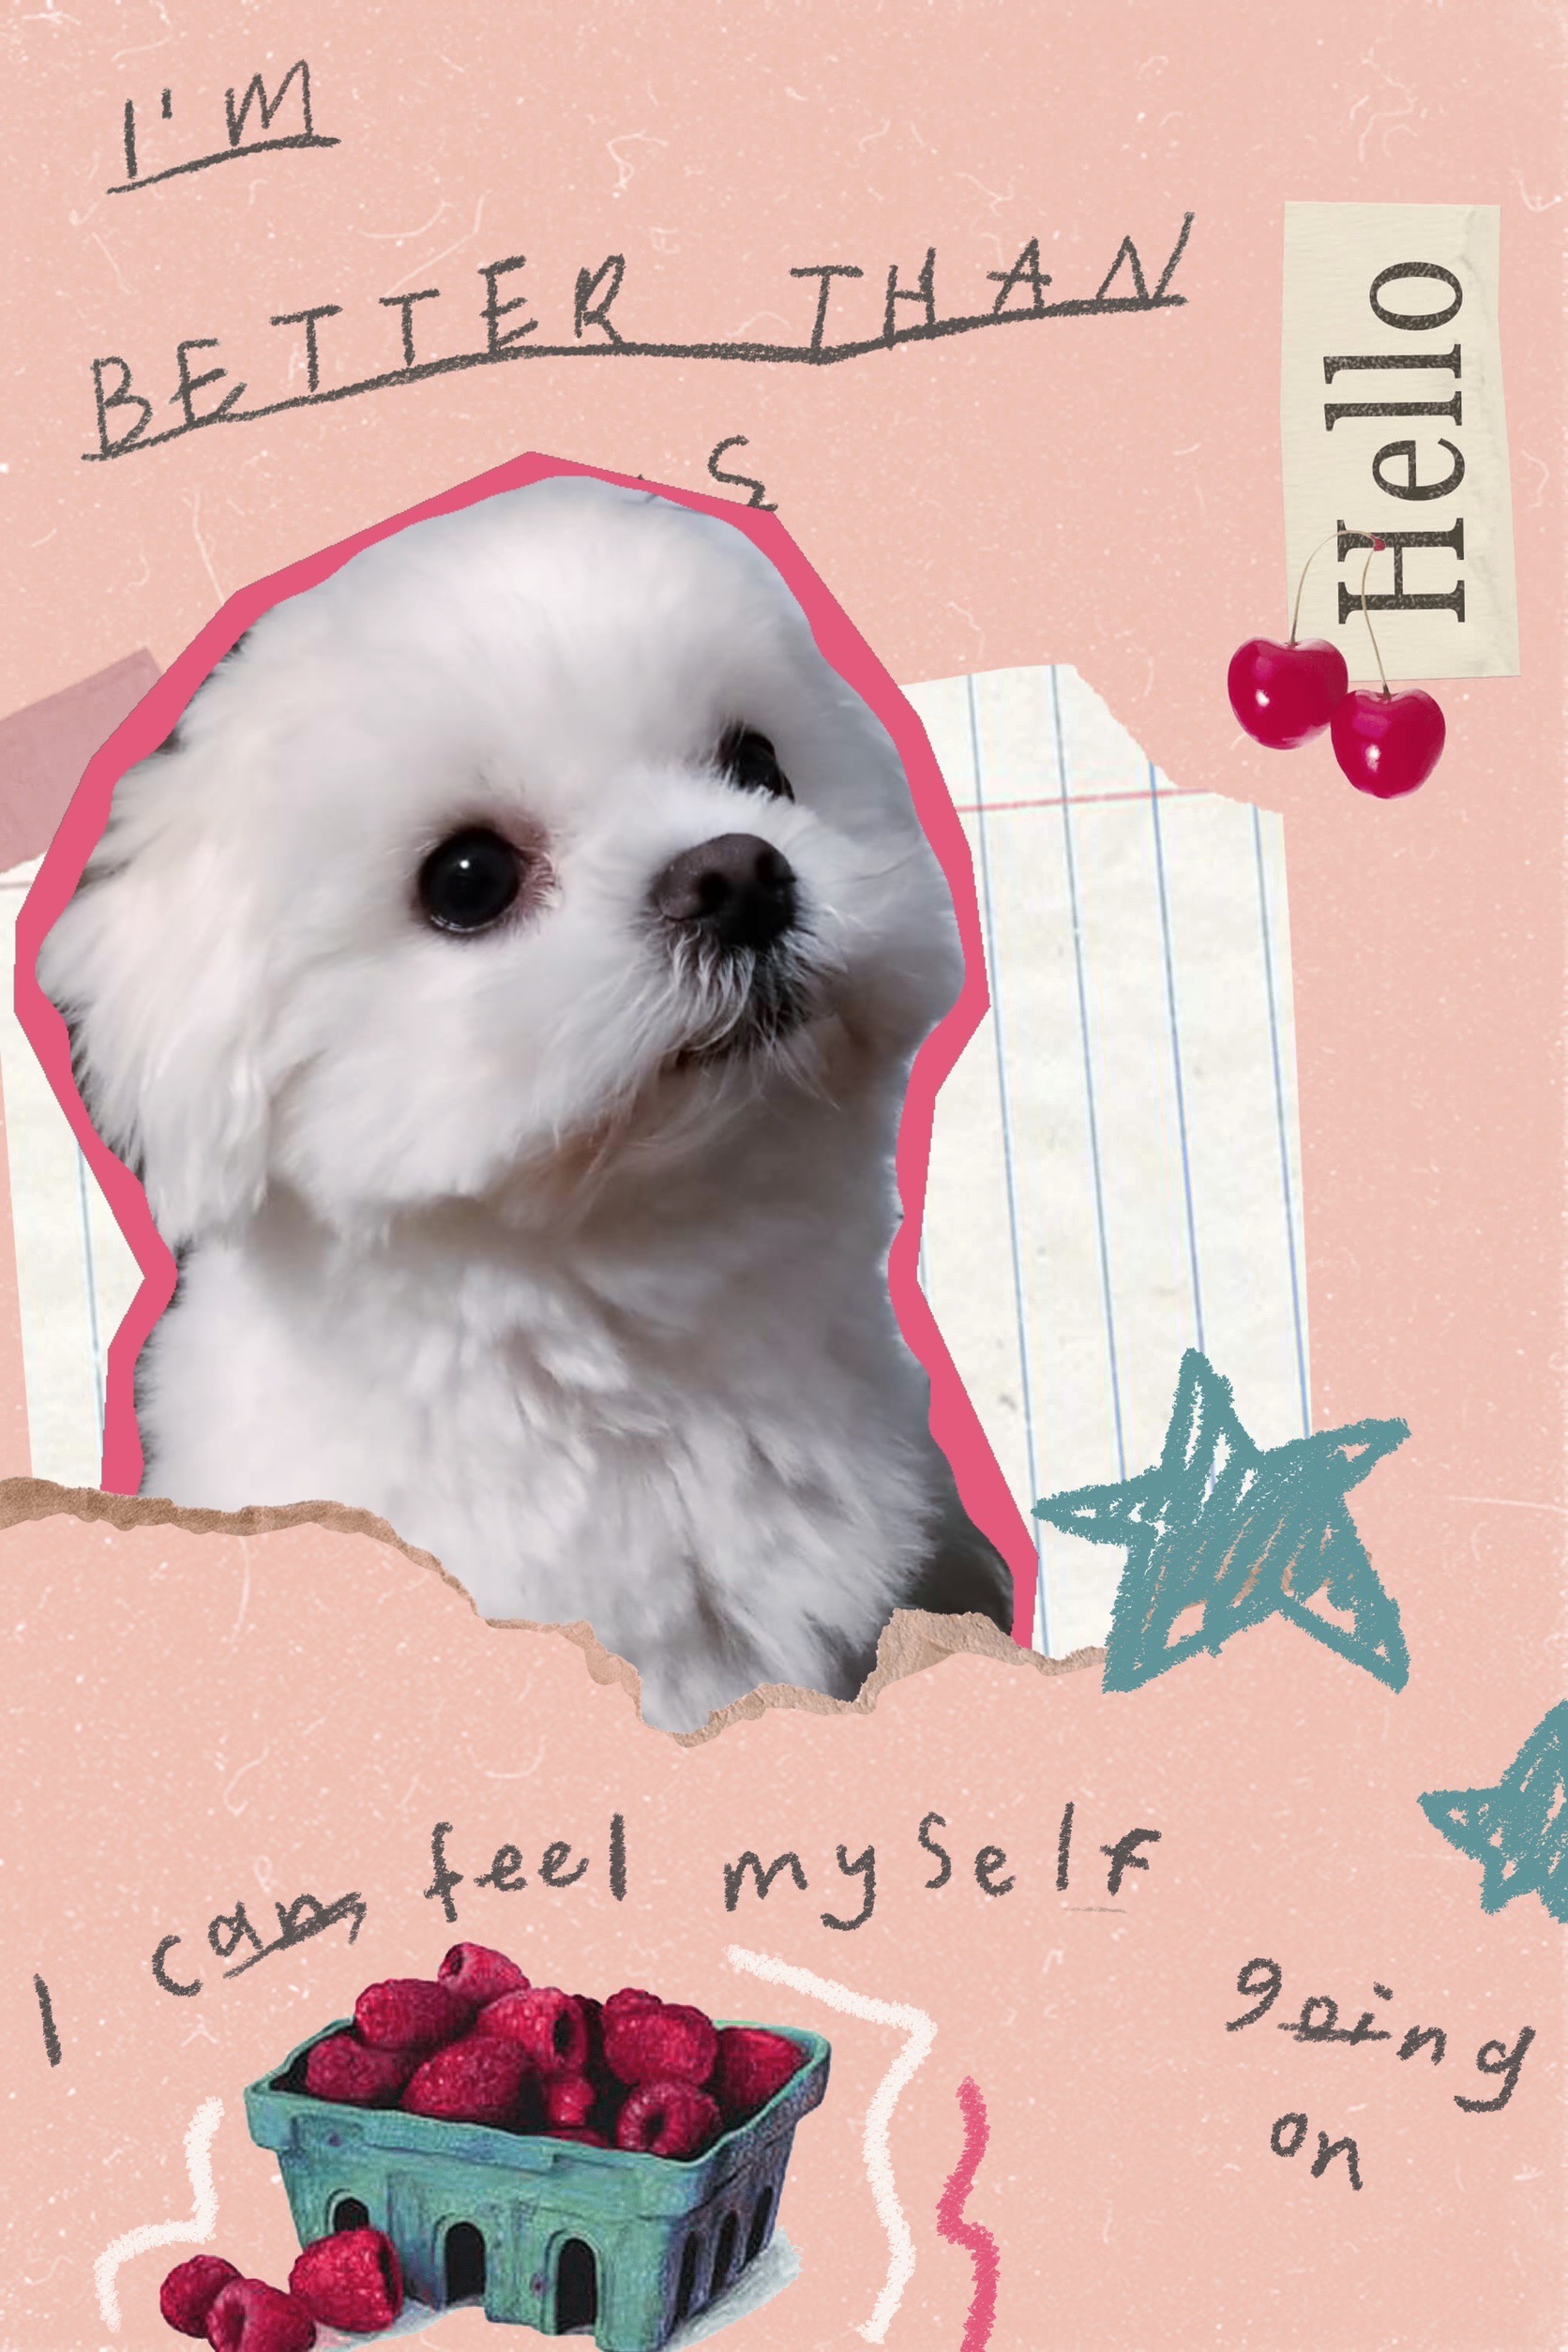 I'M
BETTER THAN
S
Hello
I can feel myself
going
on